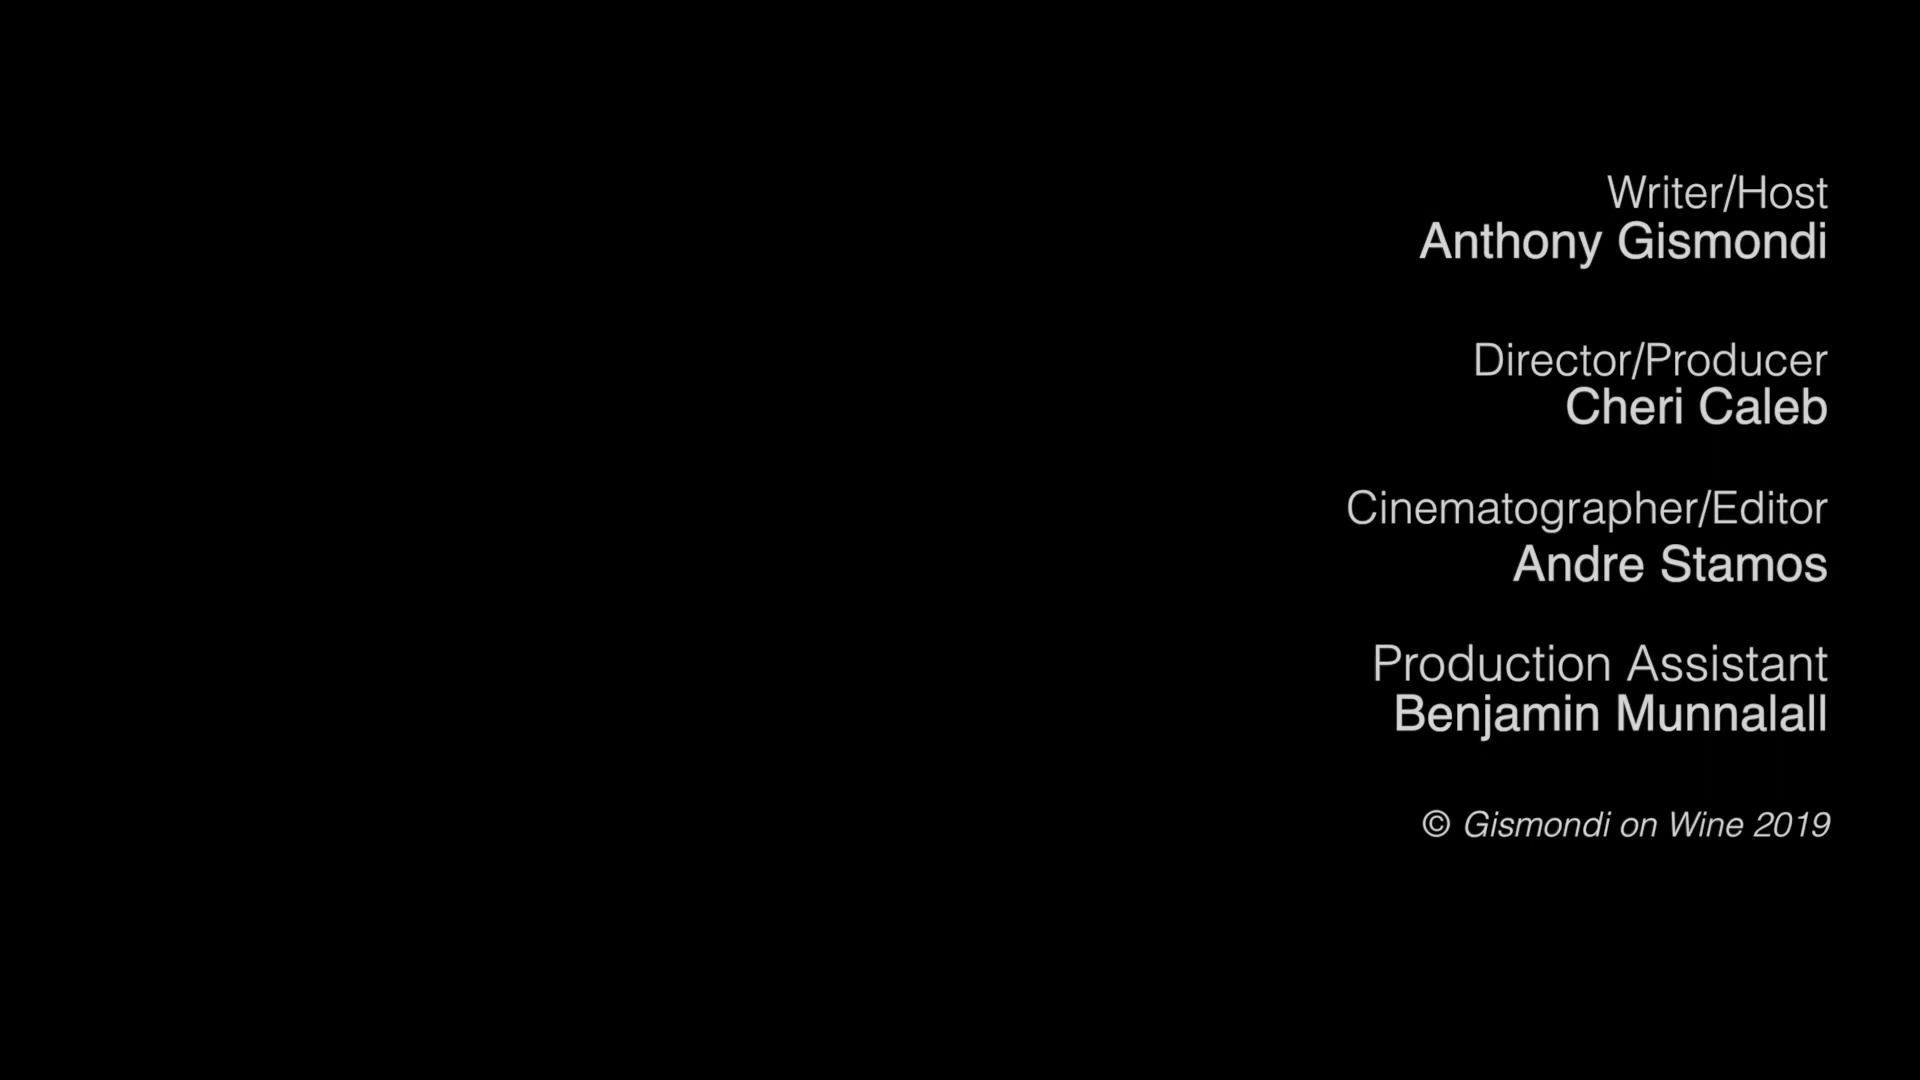 Writer/Host
Anthony Gismondi
Director/Producer
Cheri Caleb
Cinematographer/Editor
Andre Stamos
Production Assistant
Benjamin Munnalall
© Gismondi on Wine 2019